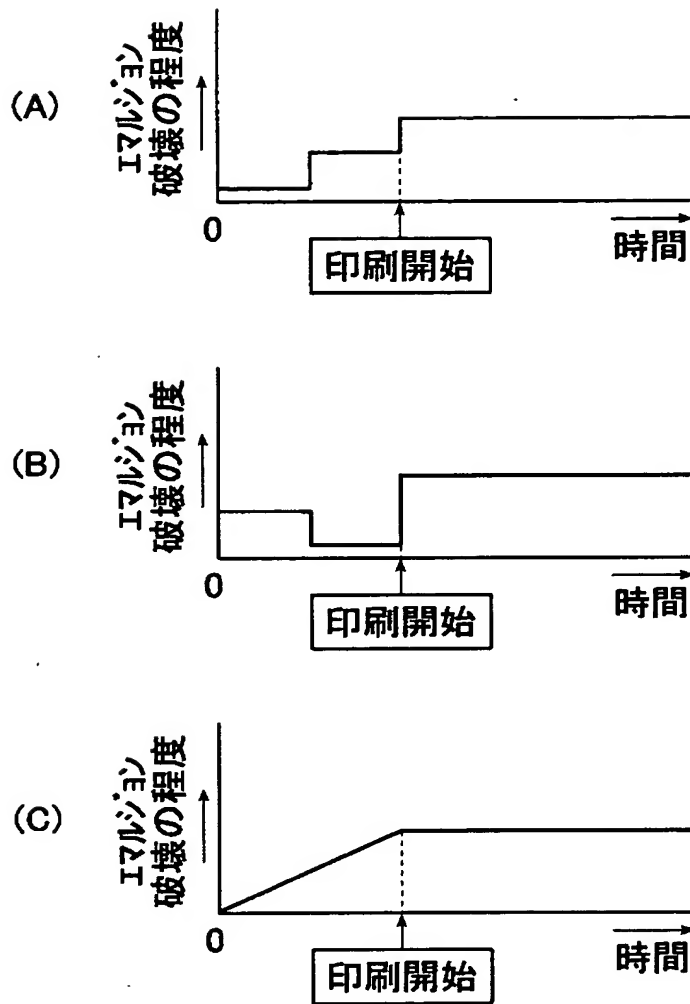 (A)
エマルジョン
破壊の程度
0
時間
印刷開始
(B)
エマルジョン
破壊の程度
0
時間
印刷開始
(C)
エマルジョン
破壊の程度
0
時間
印刷開始